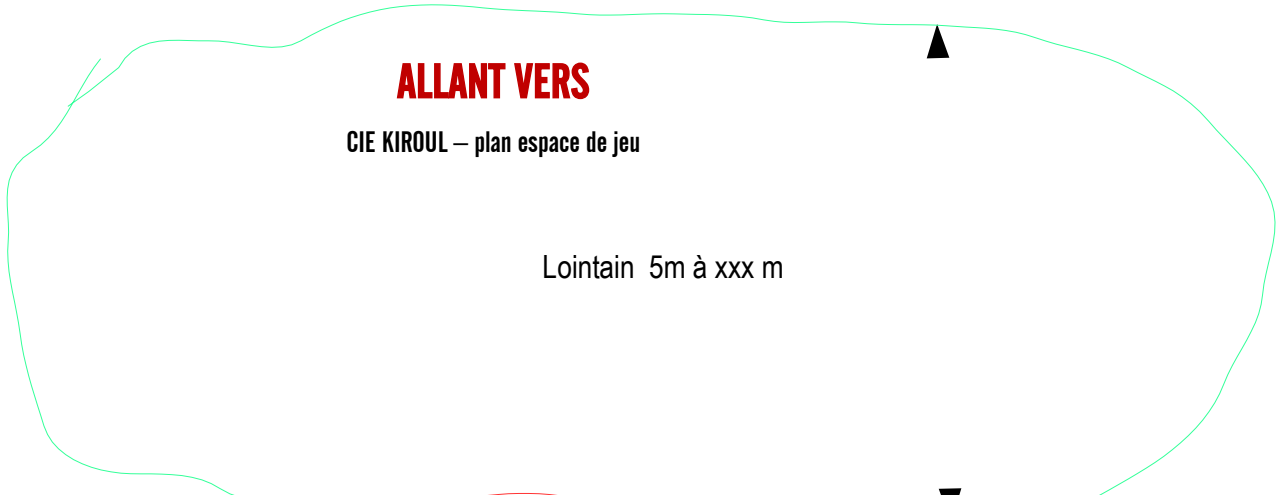 ALLANT VERS
CIE KIROUL – plan espace de jeu
Lointain  5m à xxx m